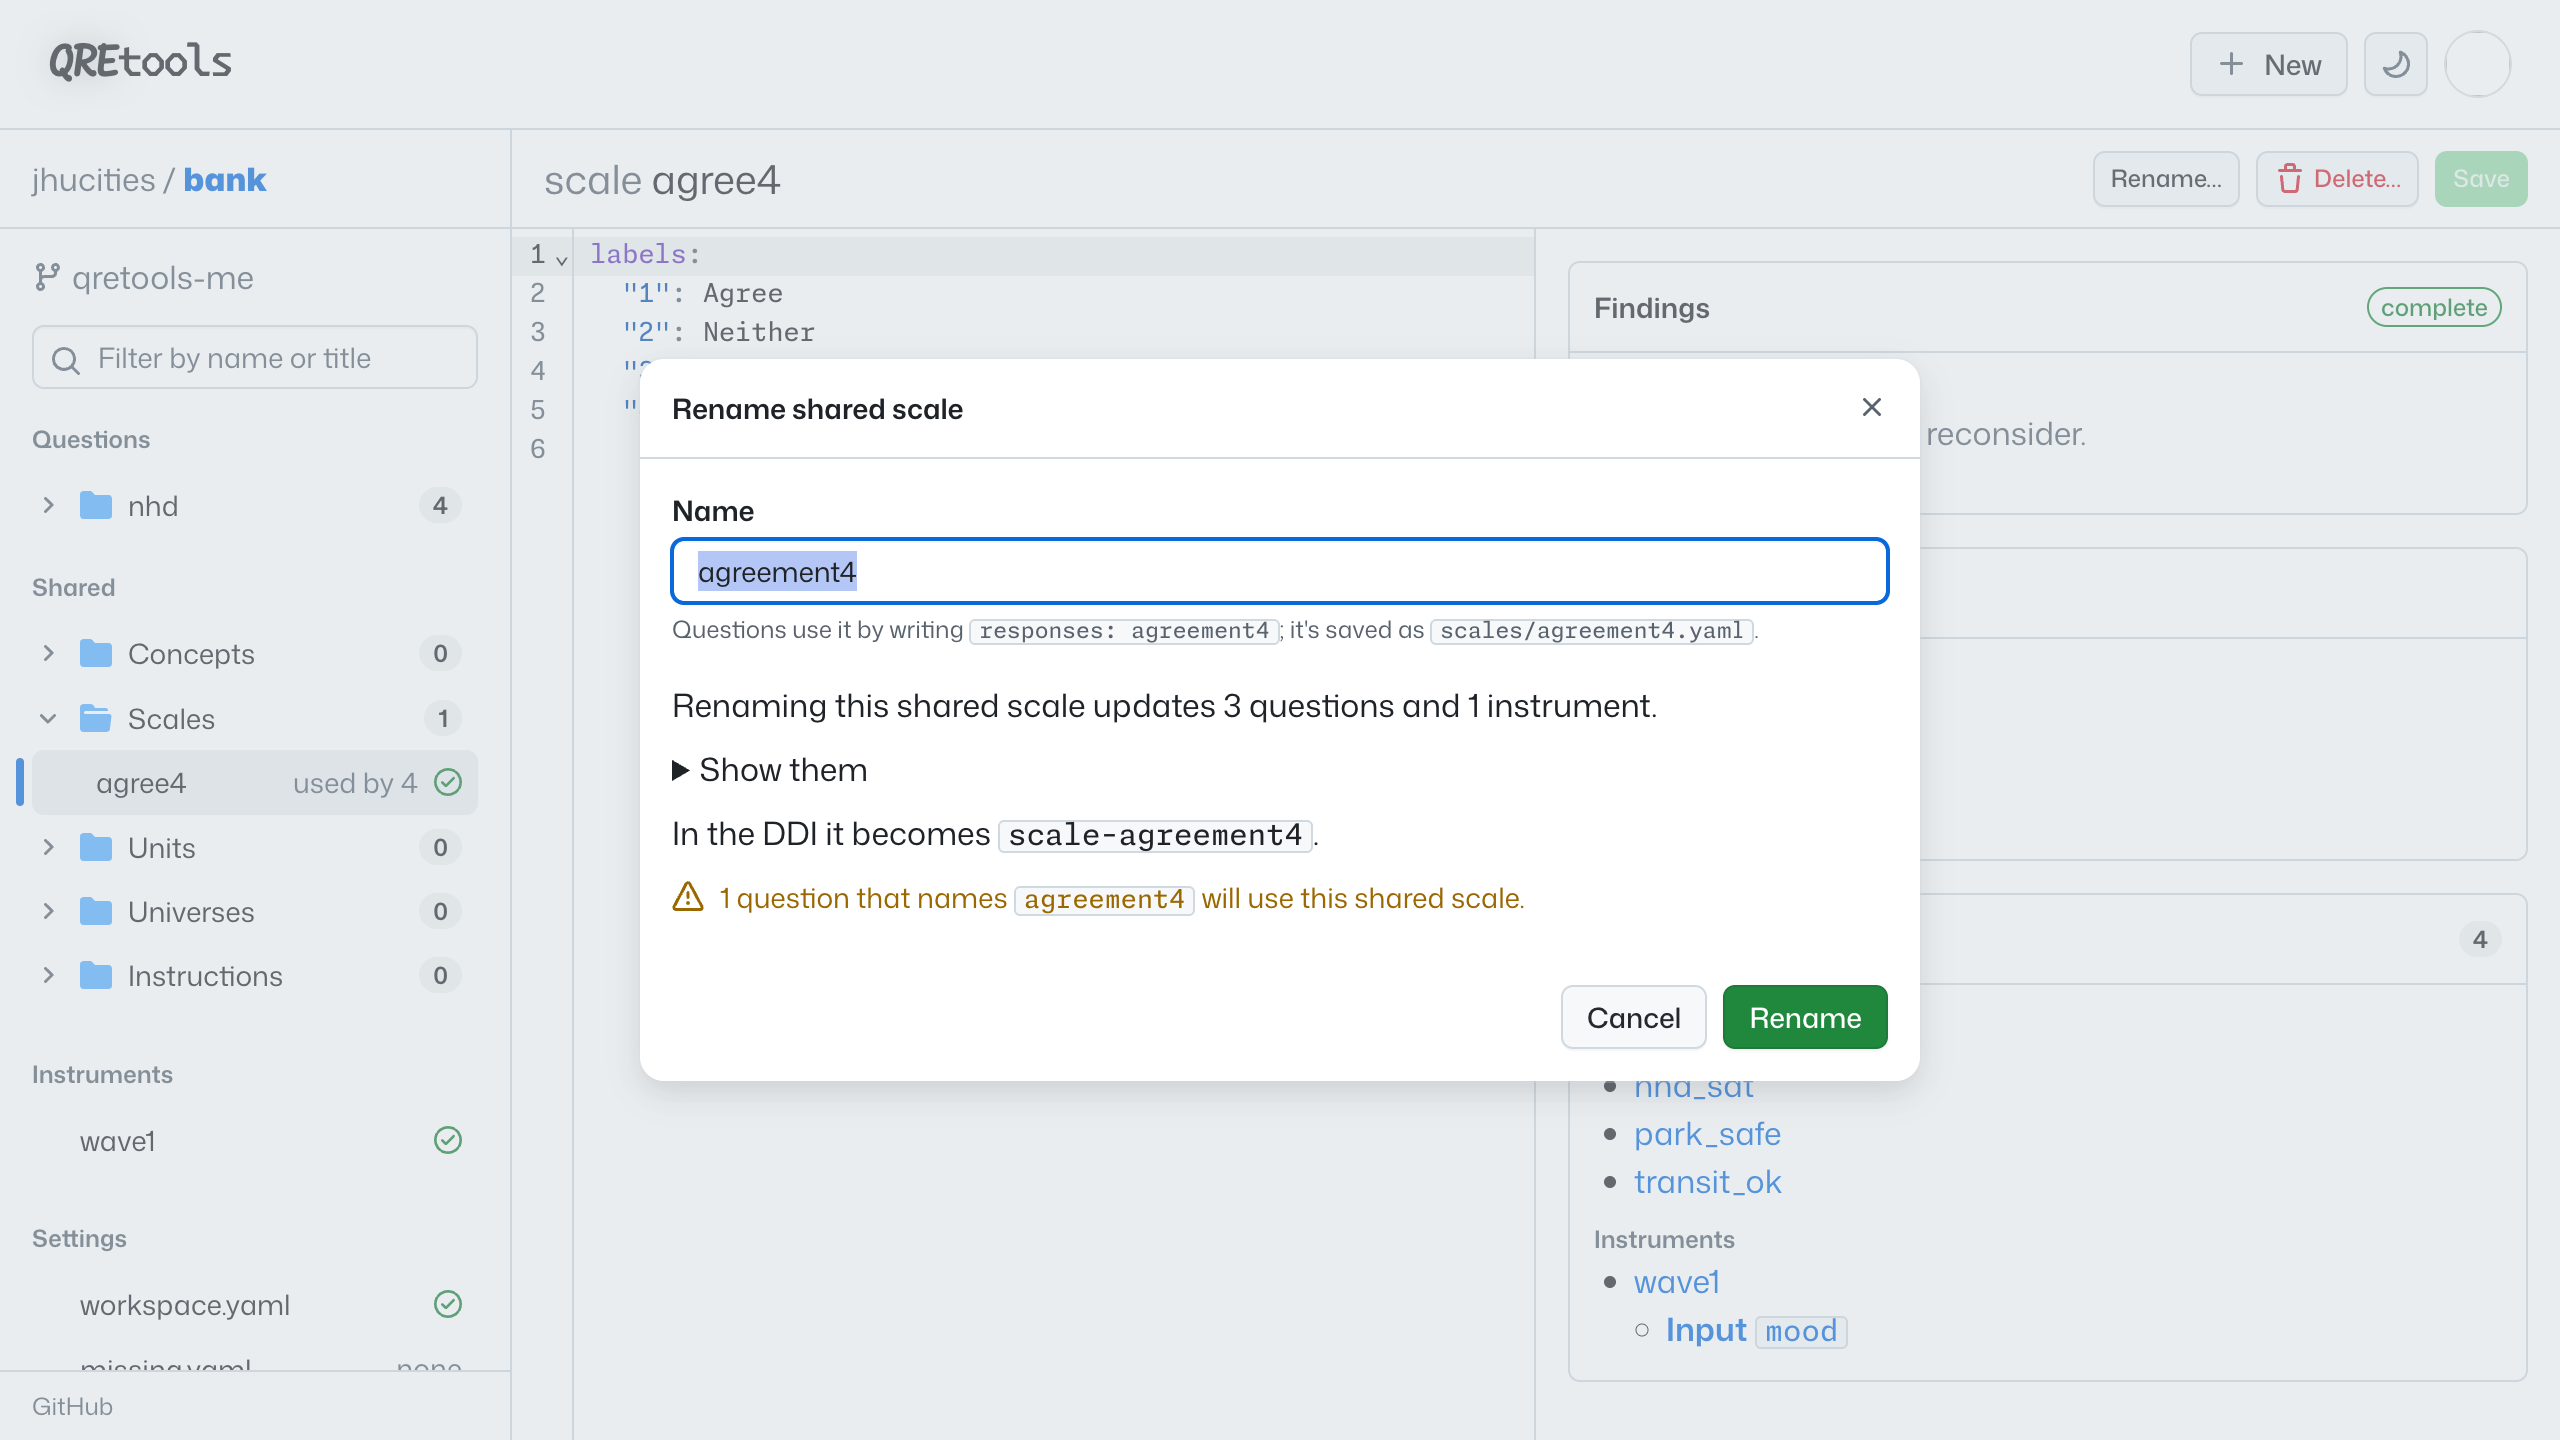 QREtools
New
jhucities / bank
scale agree4
Rename...
Delete...
Save
qretools-me
Filter by name or title
Questions
nhd 4
Shared
Concepts 0
Scales 1
agree4 used by 4
Units 0
Universes 0
Instructions 0
Instruments
wave1
Settings
workspace.yaml
missing.yaml none
GitHub
1 labels:
2 "1": Agree
3 "2": Neither
4
5
6
Rename shared scale
Name
agreement4
Questions use it by writing responses: agreement4; it's saved as scales/agreement4.yaml.
Renaming this shared scale updates 3 questions and 1 instrument.
Show them
In the DDI it becomes scale-agreement4.
1 question that names agreement4 will use this shared scale.
Cancel
Rename
Findings
complete
reconsider.
4
nhd_sat
park_safe
transit_ok
Instruments
wave1
Input mood